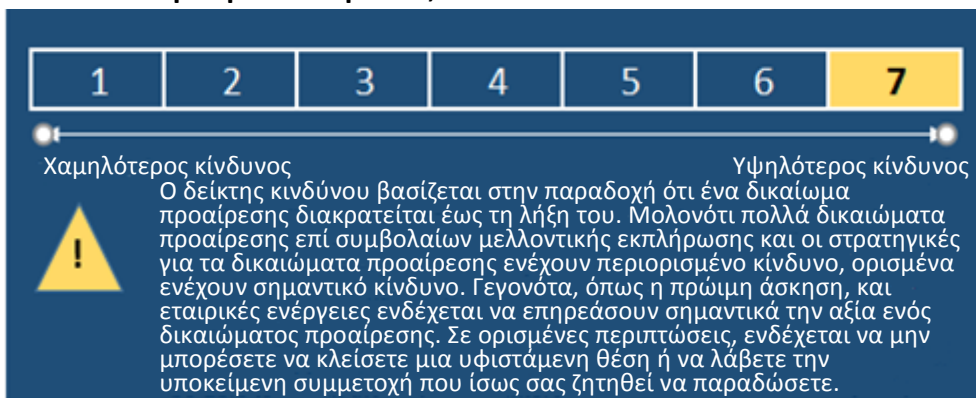 1 2 3 4 5 6 7
Χαμηλότερος κίνδυνος Υψηλότερος κίνδυνος
Ο δείκτης κινδύνου βασίζεται στην παραδοχή ότι ένα δικαίωμα
προαίρεσης διακρατείται έως τη λήξη του. Μολονότι πολλά δικαιώματα
προαίρεσης επί συμβολαίων μελλοντικής εκπλήρωσης και οι στρατηγικές
για τα δικαιώματα προαίρεσης ενέχουν περιορισμένο κίνδυνο, ορισμένα
ενέχουν σημαντικό κίνδυνο. Γεγονότα, όπως η πρώιμη άσκηση, και
εταιρικές ενέργειες ενδέχεται να επηρεάσουν σημαντικά την αξία ενός
δικαιώματος προαίρεσης. Σε ορισμένες περιπτώσεις, ενδέχεται να μην
μπορέσετε να κλείσετε μια υφιστάμενη θέση ή να λάβετε την
υποκείμενη συμμετοχή που ίσως σας ζητηθεί να παραδώσετε.
!